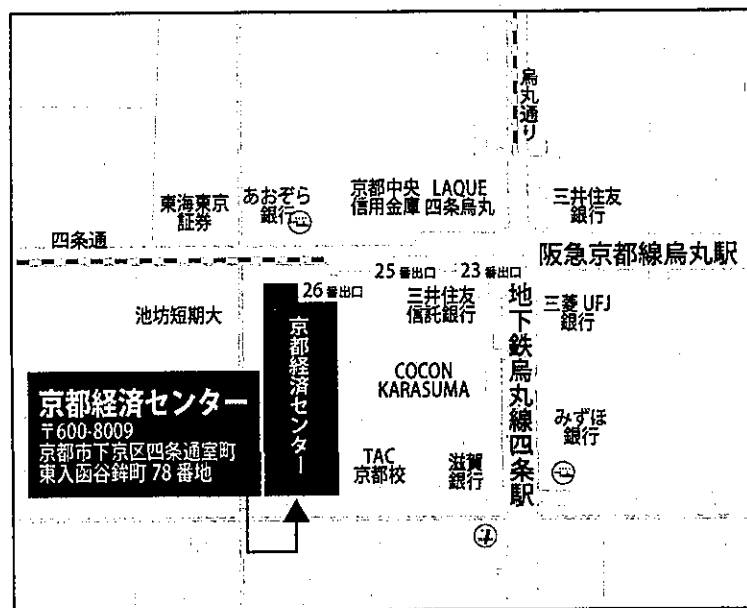 烏丸通り
京都中央
信用金庫
LAQUE
四条烏丸
三井住友
銀行
東海東京
証券
あおぞら
銀行
四条通
阪急京都線烏丸駅
25番出口
23番出口
26番出口
三井住友
信託銀行
地下鉄烏丸線四条駅
三菱UFJ
銀行
池坊短期大
京都経済センター
COCON
KARASUMA
京都経済センター
〒600-8009
京都市下京区四条通室町
東入函谷鉾町78番地
みずほ
銀行
TAC
京都校
滋賀
銀行